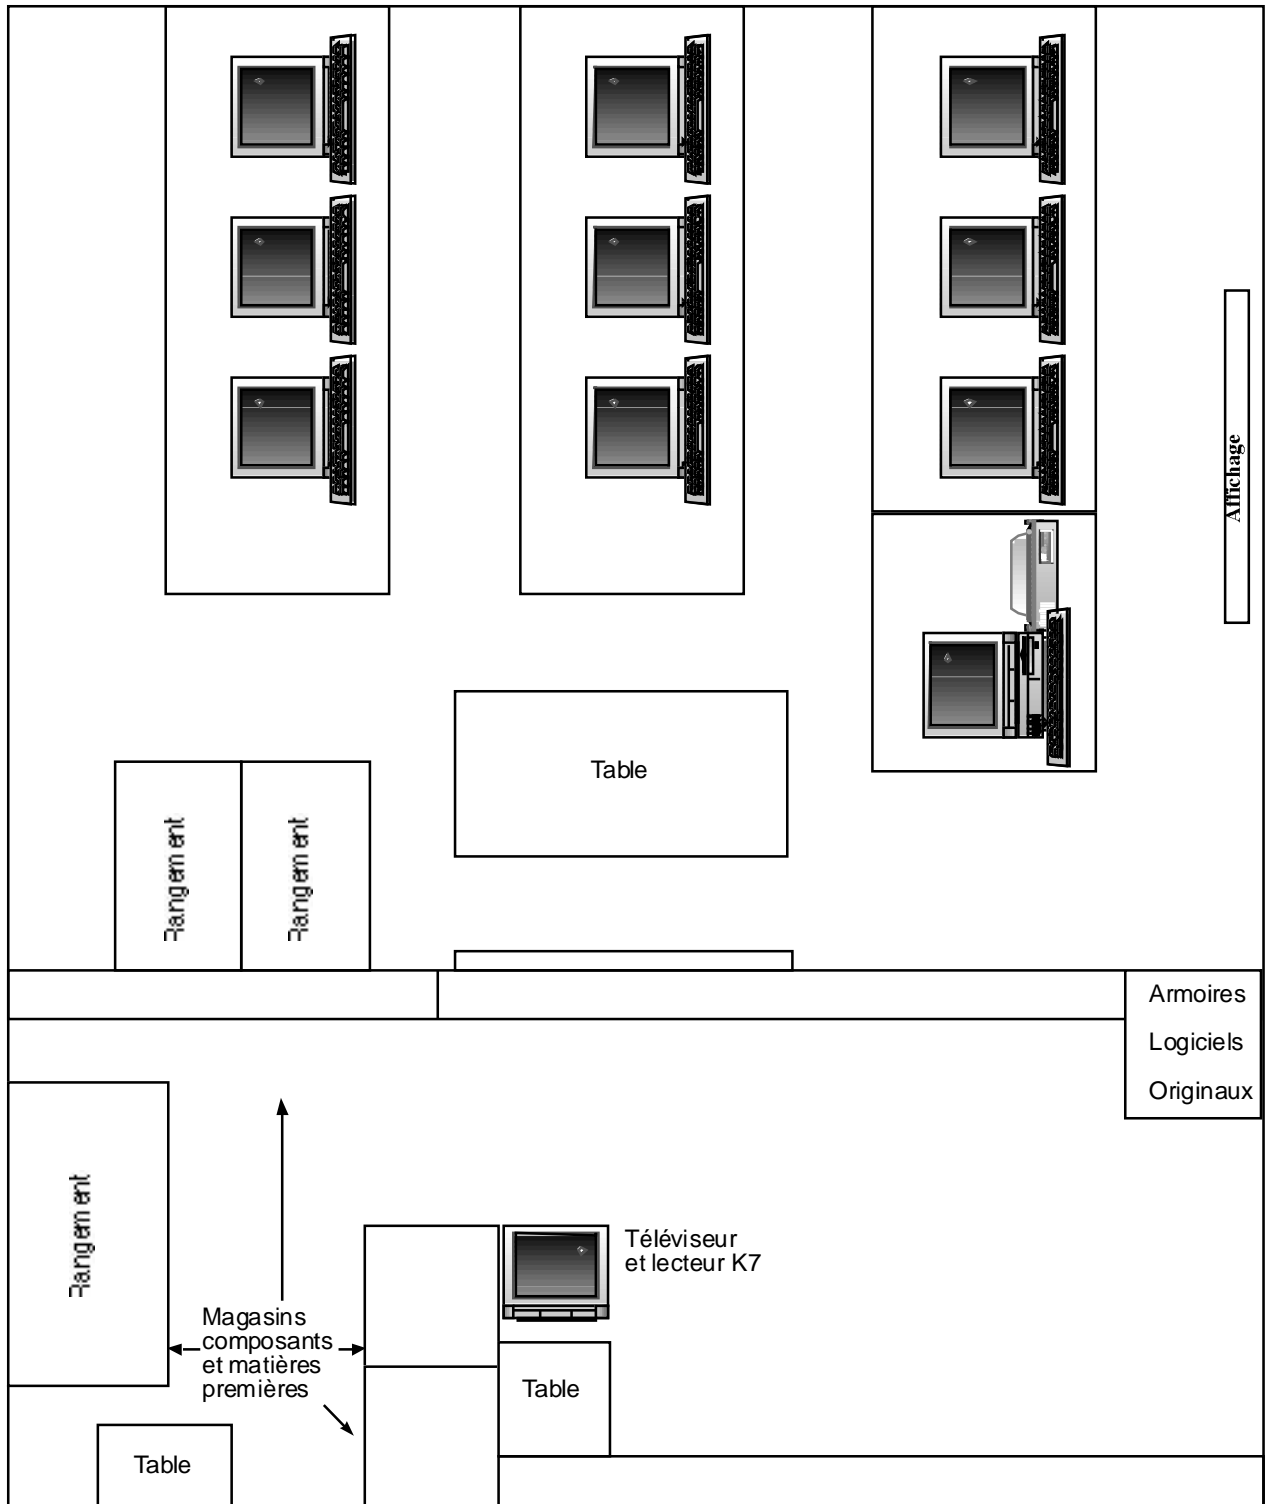 Affichage
Table
Rangement
Rangement
Armoires
Logiciels
Originaux
Rangement
Téléviseur
et lecteur K7
Magasins
composants
et matières
premières
Table
Table